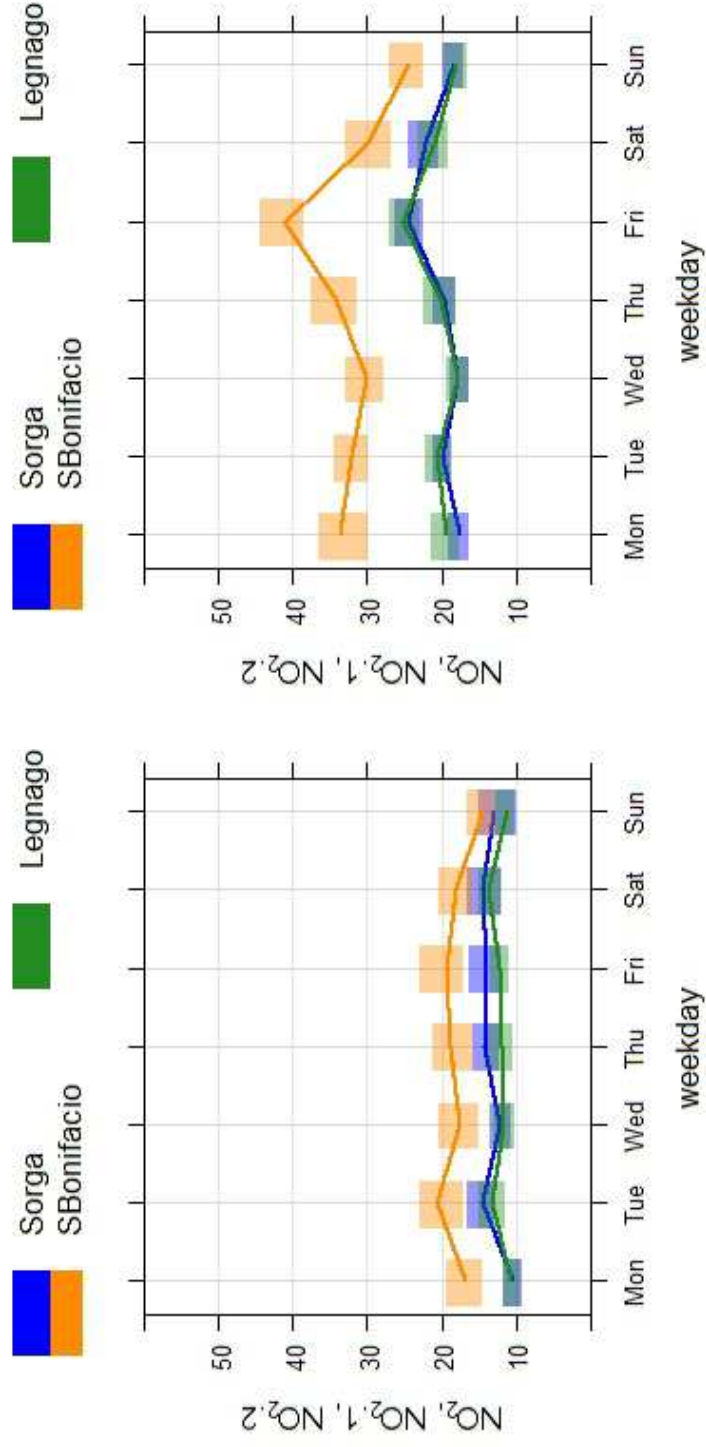 Sorga Legnago
SBonifacio
NO2, NO2.1, NO2.2
50
40
30
20
10
Mon Tue Wed Thu Fri Sat Sun
weekday
Sorga Legnago
SBonifacio
NO2, NO2.1, NO2.2
50
40
30
20
10
Mon Tue Wed Thu Fri Sat Sun
weekday